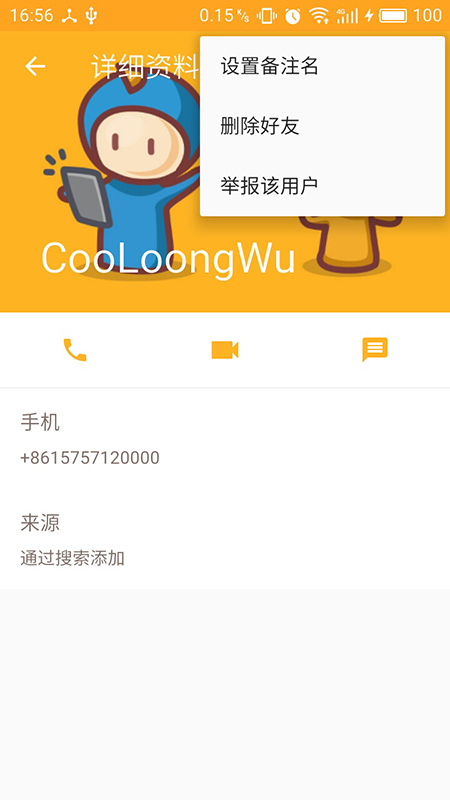 16:56 0.15 K/s 4G 100
详细资料
设置备注名
删除好友
举报该用户
CooLoongWu
手机
+8615757120000
来源
通过搜索添加